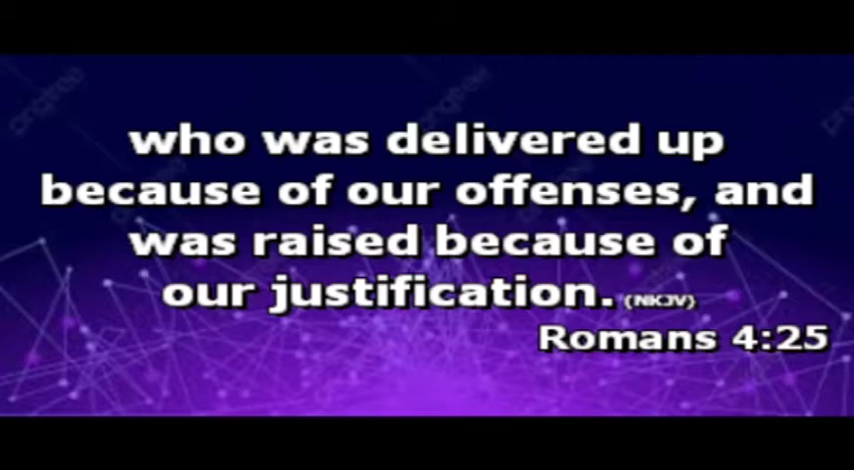 who was delivered up
because of our offenses, and
was raised because of
our justification. (NKJV)
Romans 4:25